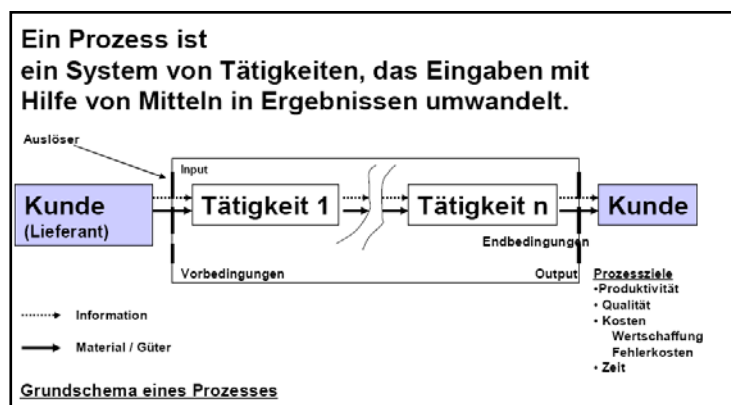 Ein Prozess ist
ein System von Tätigkeiten, das Eingaben mit
Hilfe von Mitteln in Ergebnissen umwandelt.
Auslöser
Input
Kunde
(Lieferant)
Tätigkeit 1
Tätigkeit n
Kunde
Endbedingungen
Vorbedingungen
Output
Prozessziele
•Produktivität
• Qualität
• Kosten
Wertschaffung
Fehlerkosten
• Zeit
Information
Material / Güter
Grundschema eines Prozesses